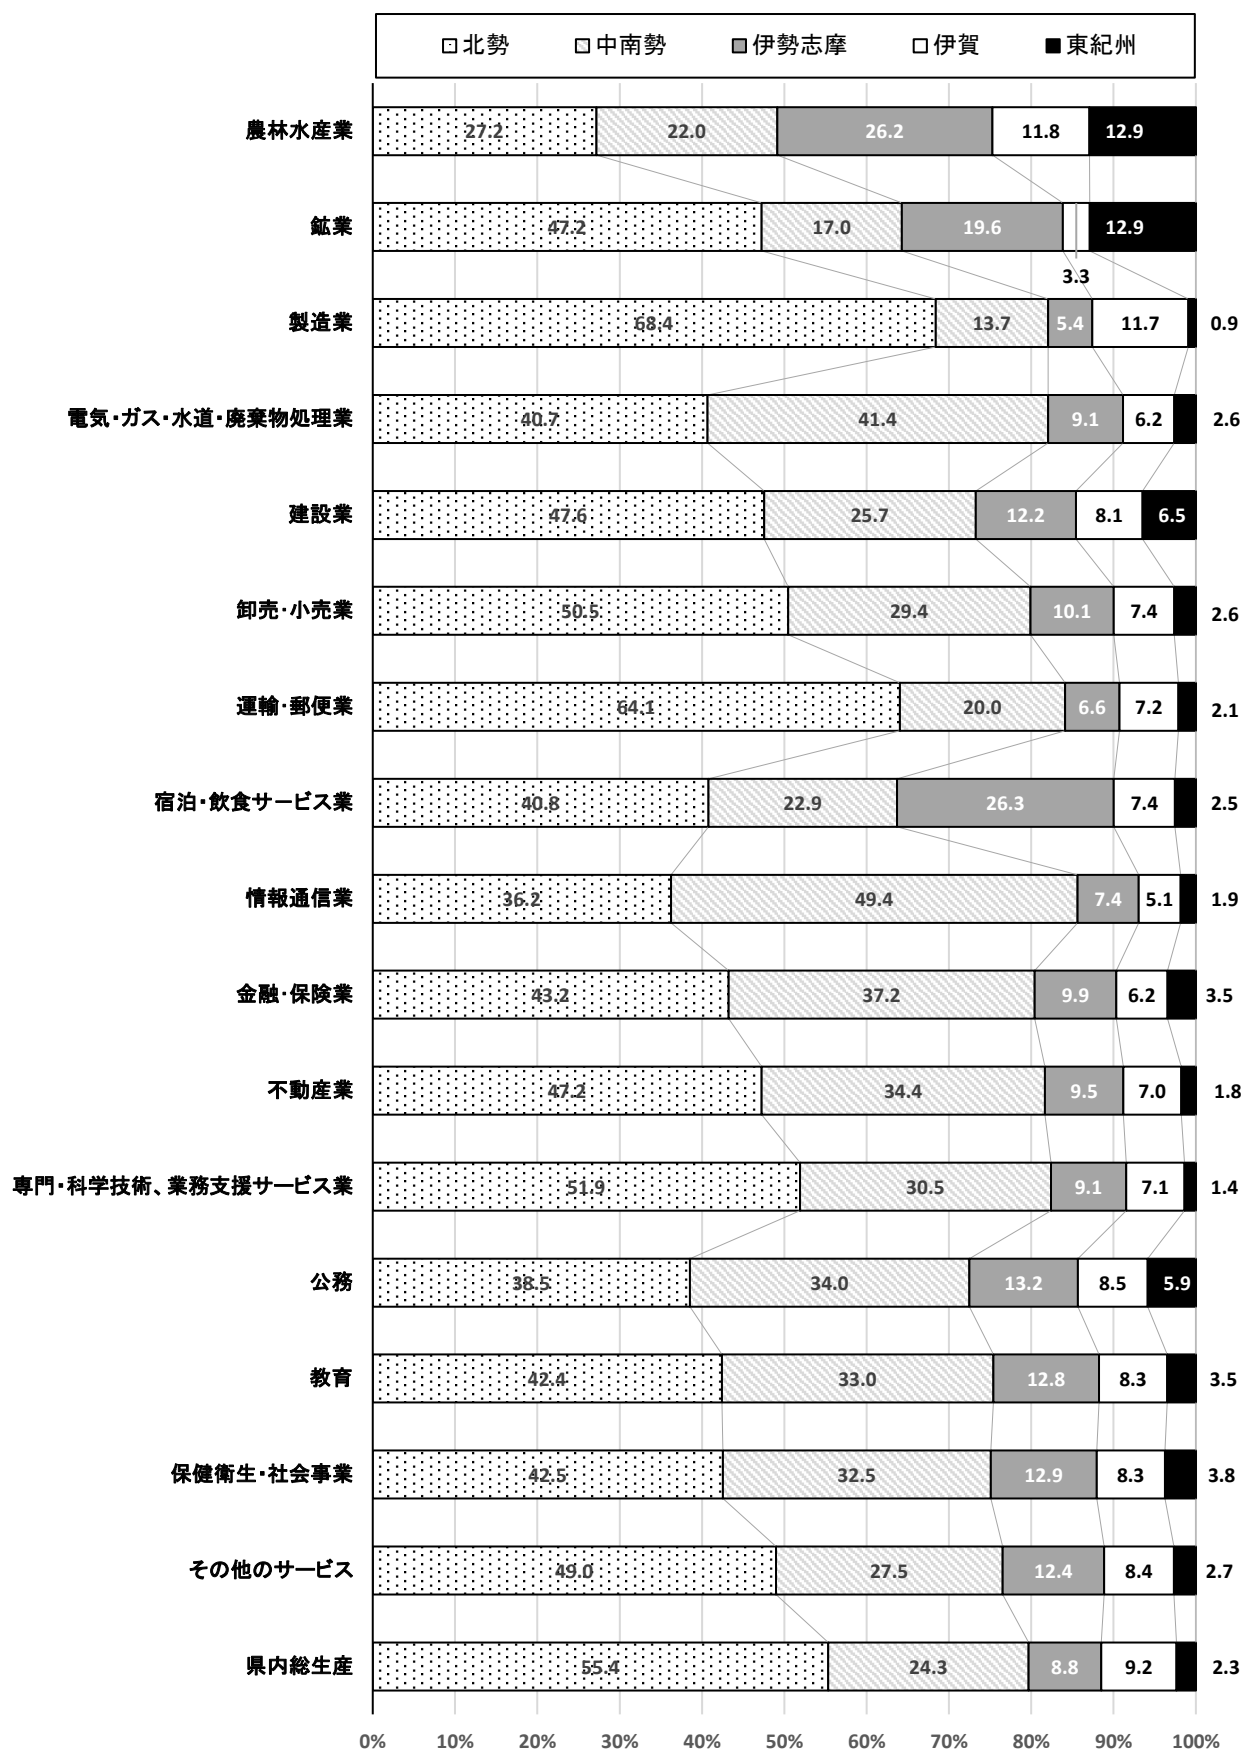 北勢 中南勢 伊勢志摩 伊賀 東紀州
農林水産業 27.2 22.0 26.2 11.8 12.9
鉱業 47.2 17.0 19.6 12.9
3.3
製造業 68.4 13.7 5.4 11.7 0.9
電気・ガス・水道・廃棄物処理業 40.7 41.4 9.1 6.2 2.6
建設業 47.6 25.7 12.2 8.1 6.5
卸売・小売業 50.5 29.4 10.1 7.4 2.6
運輸・郵便業 64.1 20.0 6.6 7.2 2.1
宿泊・飲食サービス業 40.8 22.9 26.3 7.4 2.5
情報通信業 36.2 49.4 7.4 5.1 1.9
金融・保険業 43.2 37.2 9.9 6.2 3.5
不動産業 47.2 34.4 9.5 7.0 1.8
専門・科学技術、業務支援サービス業 51.9 30.5 9.1 7.1 1.4
公務 38.5 34.0 13.2 8.5 5.9
教育 42.4 33.0 12.8 8.3 3.5
保健衛生・社会事業 42.5 32.5 12.9 8.3 3.8
その他のサービス 49.0 27.5 12.4 8.4 2.7
県内総生産 55.4 24.3 8.8 9.2 2.3
0% 10% 20% 30% 40% 50% 60% 70% 80% 90% 100%